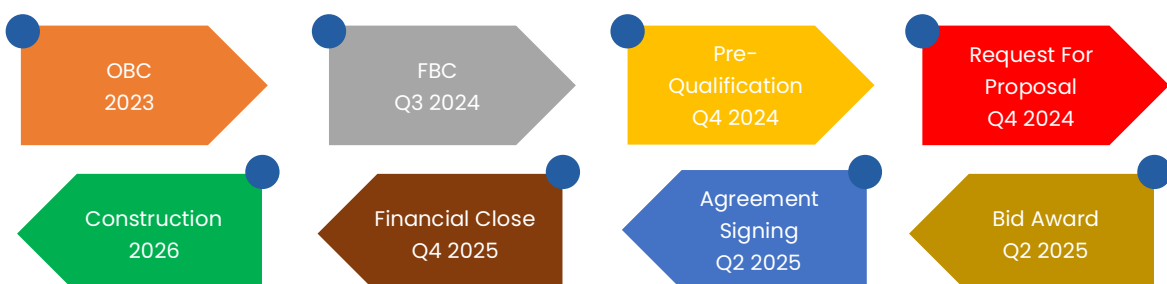 OBC
2023
FBC
Q3 2024
Pre-
Qualification
Q4 2024
Request For
Proposal
Q4 2024
Construction
2026
Financial Close
Q4 2025
Agreement
Signing
Q2 2025
Bid Award
Q2 2025